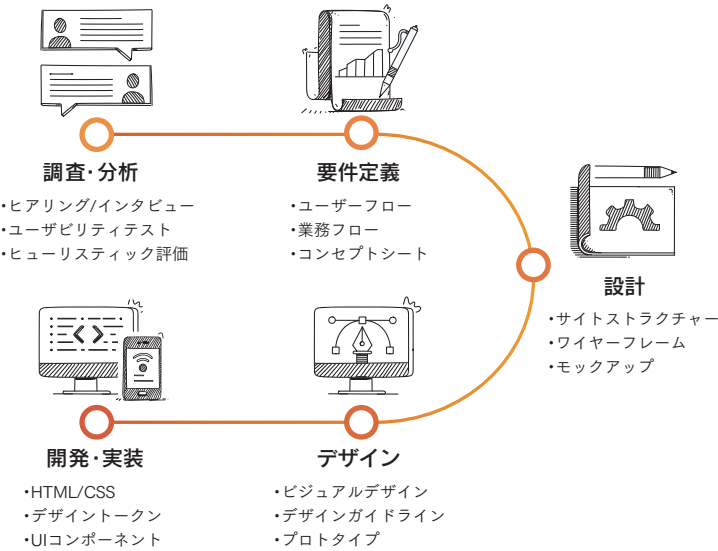 調査・分析
・ヒアリング/インタビュー
・ユーザビリティテスト
・ヒューリスティック評価
要件定義
・ユーザーフロー
・業務フロー
・コンセプトシート
設計
・サイトストラクチャー
・ワイヤーフレーム
・モックアップ
デザイン
・ビジュアルデザイン
・デザインガイドライン
・プロトタイプ
開発・実装
・HTML/CSS
・デザイントークン
・UIコンポーネント